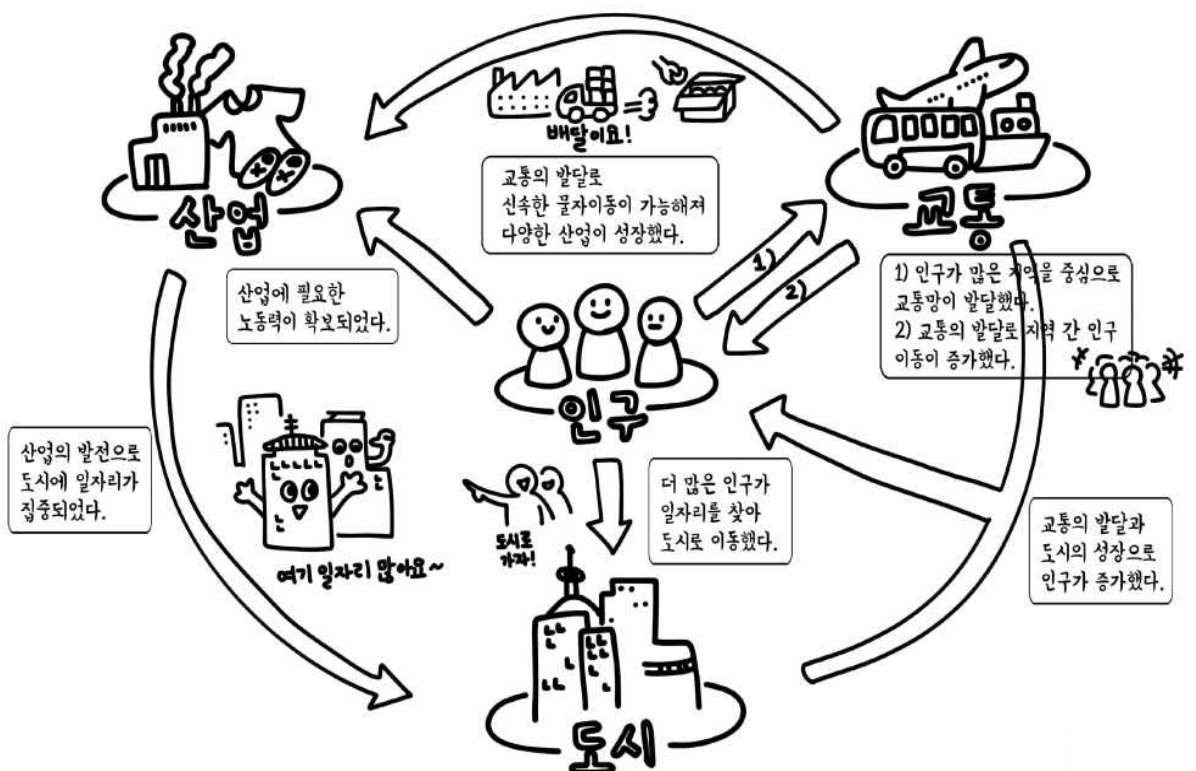 배달이요!
교통의 발달로
신속한 물자이동이 가능해져
다양한 산업이 성장했다.
산업
교통
1)
2)
1) 인구가 많은 지역을 중심으로
교통망이 발달했다.
2) 교통의 발달로 지역 간 인구
이동이 증가했다.
산업에 필요한
노동력이 확보되었다.
인구
산업의 발전으로
도시에 일자리가
집중되었다.
여기 일자리 많아요~
도시로
가자!
더 많은 인구가
일자리를 찾아
도시로 이동했다.
교통의 발달과
도시의 성장으로
인구가 증가했다.
도시